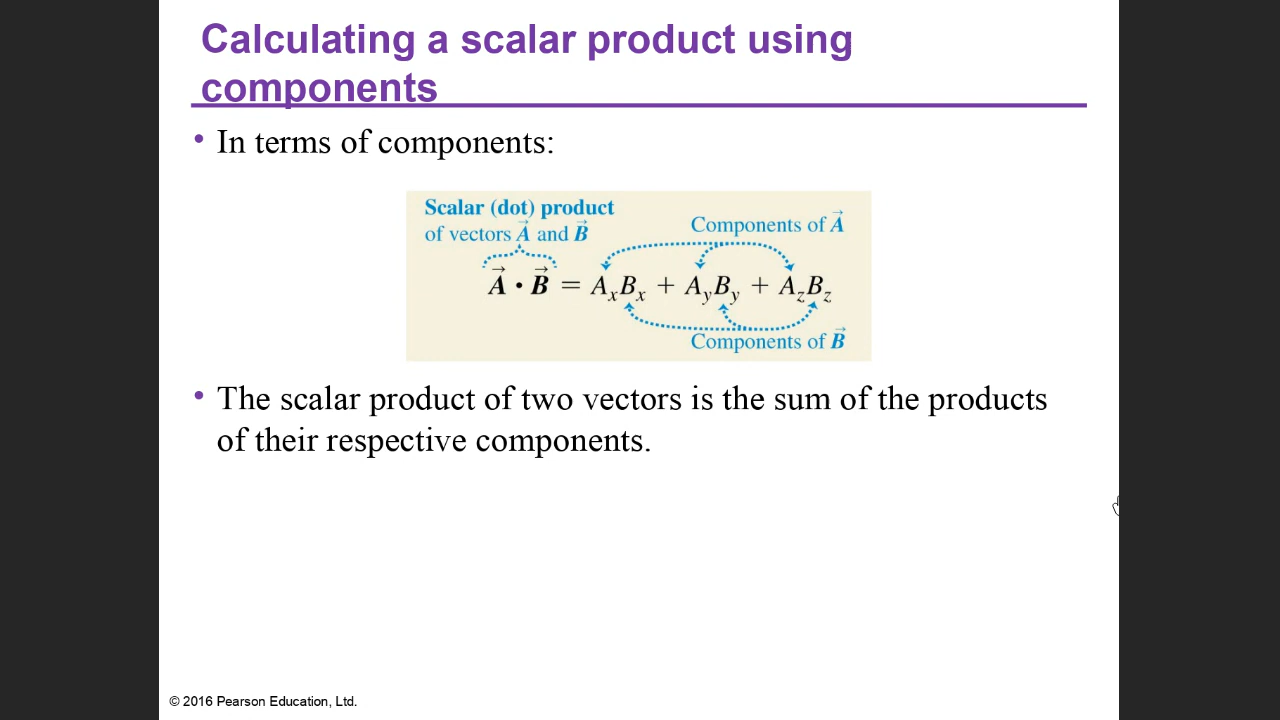 Calculating a scalar product using
components
• In terms of components:
Scalar (dot) product
of vectors A⃗ and B⃗
Components of A⃗
A⃗ · B⃗ = AₓBₓ + A_yB_y + A_zB_z
Components of B⃗
• The scalar product of two vectors is the sum of the products
of their respective components.
© 2016 Pearson Education, Ltd.